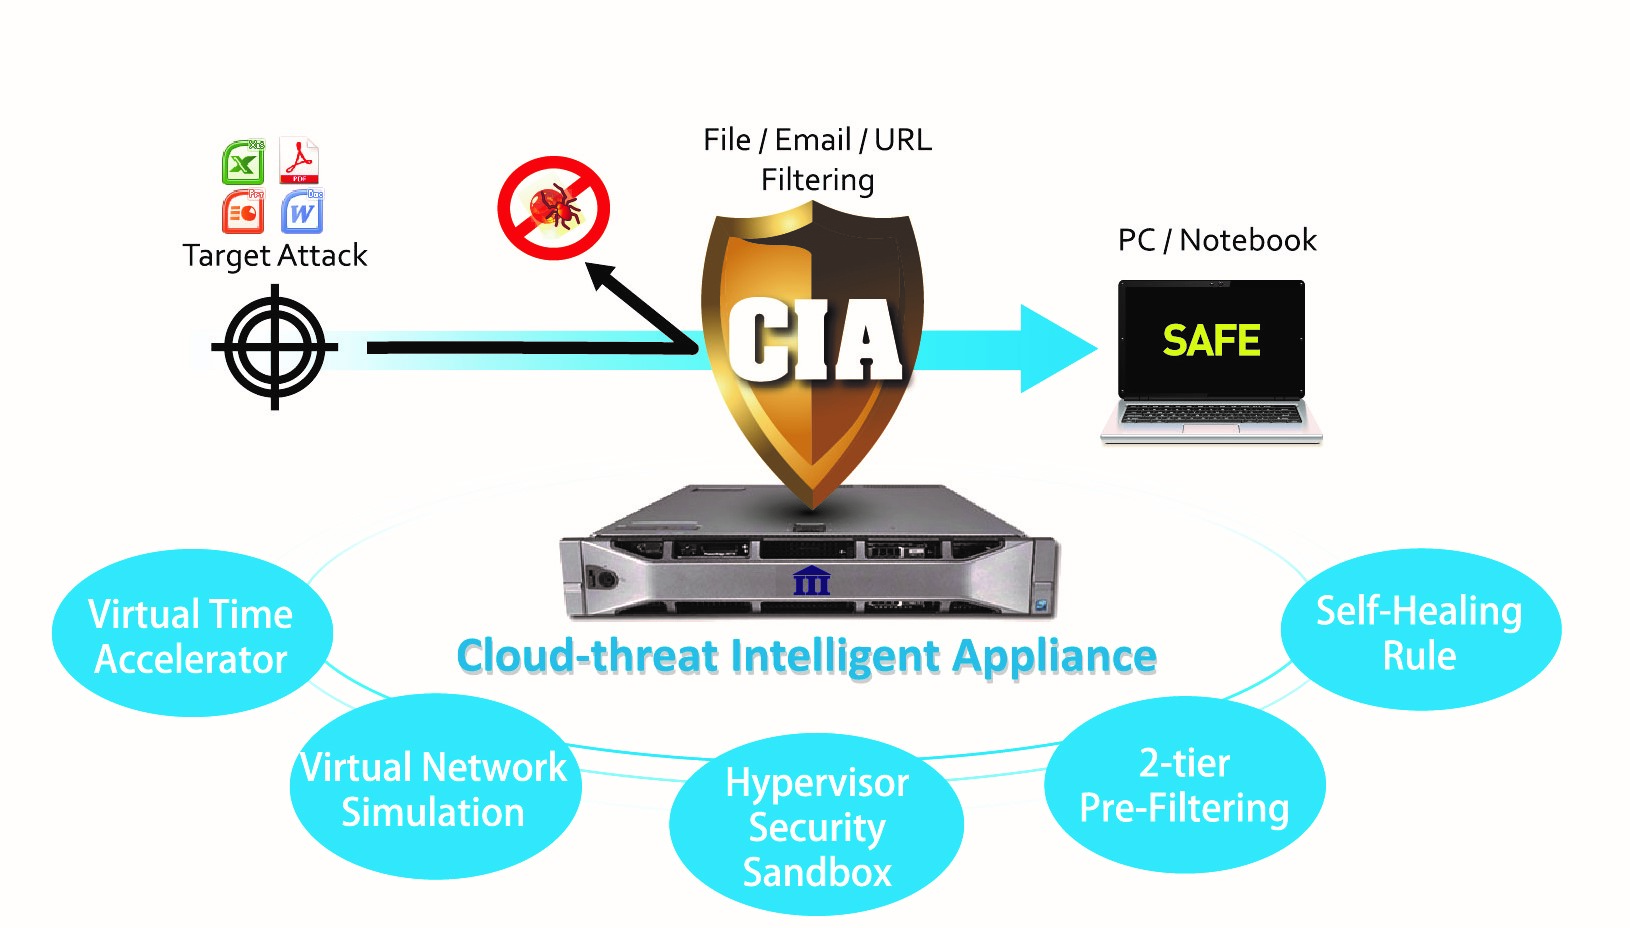 File / Email / URL
Filtering
Xls
PDF
Ppt
Doc
W
Target Attack
CIA
PC / Notebook
SAFE
III
Cloud-threat Intelligent Appliance
Virtual Time
Accelerator
Virtual Network
Simulation
Hypervisor
Security
Sandbox
2-tier
Pre-Filtering
Self-Healing
Rule